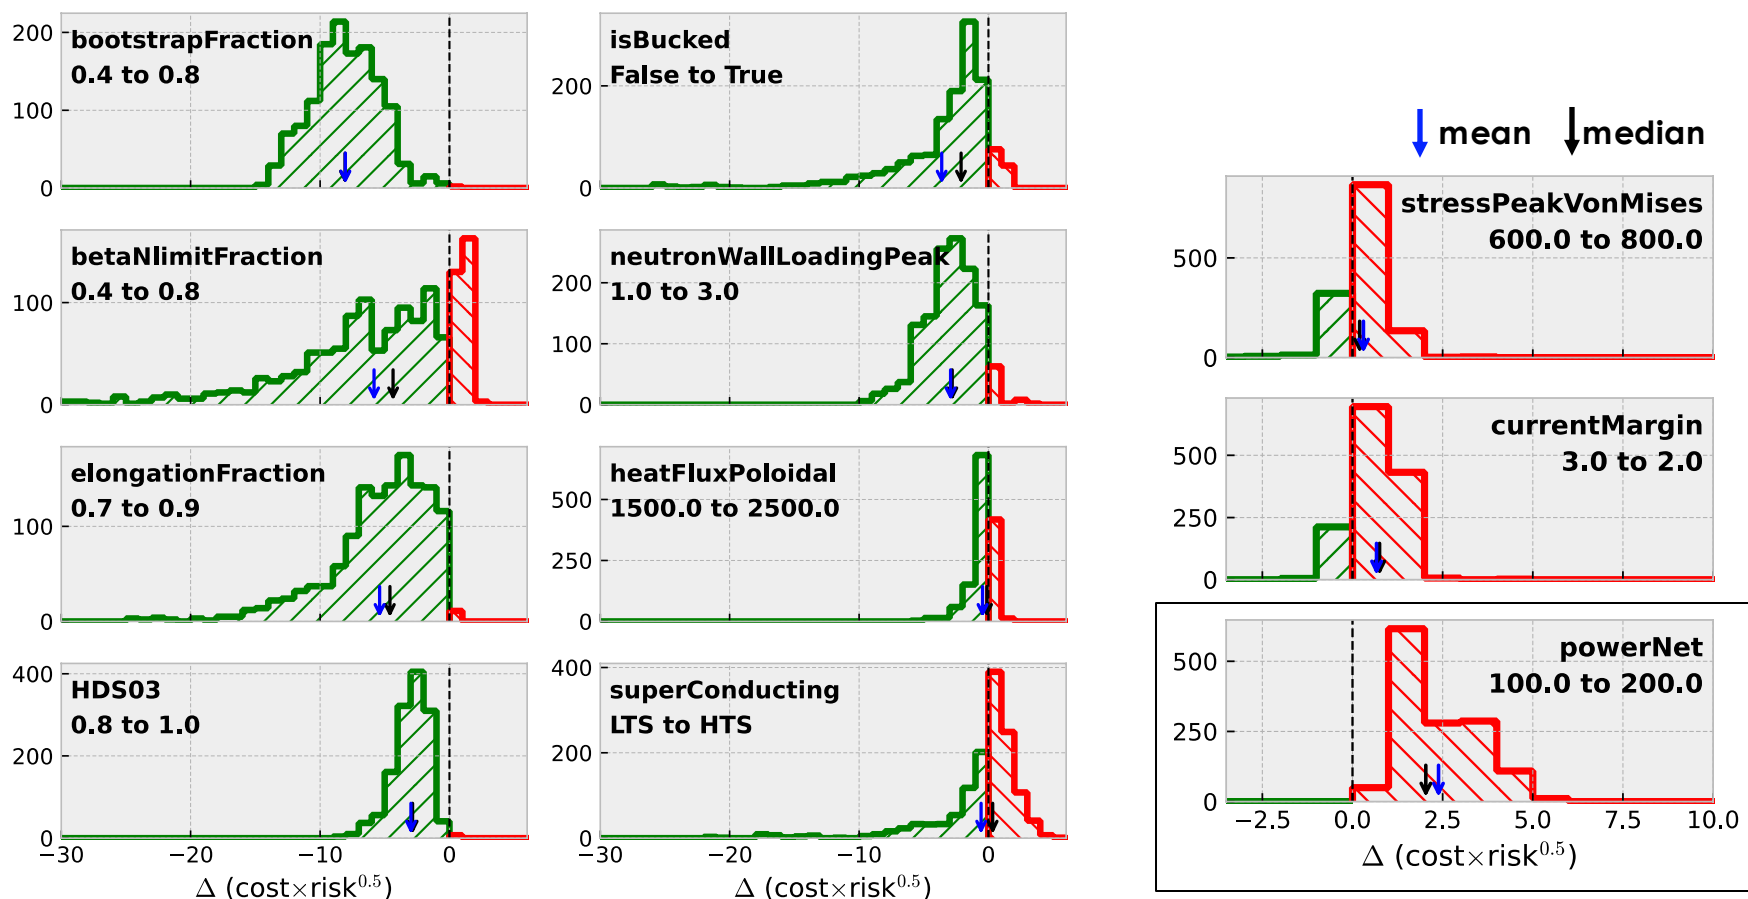 200
100
0
bootstrapFraction
0.4 to 0.8
100
0
betaNlimitFraction
0.4 to 0.8
100
0
elongationFraction
0.7 to 0.9
400
200
0
HDS03
0.8 to 1.0
−30
−20
−10
0
Δ (cost×risk^0.5)
200
0
isBucked
False to True
200
0
neutronWallLoadingPeak
1.0 to 3.0
500
250
0
heatFluxPoloidal
1500.0 to 2500.0
400
200
0
superConducting
LTS to HTS
−30
−20
−10
0
Δ (cost×risk^0.5)
mean
median
500
0
stressPeakVonMises
600.0 to 800.0
500
250
0
currentMargin
3.0 to 2.0
500
250
0
powerNet
100.0 to 200.0
−2.5
0.0
2.5
5.0
7.5
10.0
Δ (cost×risk^0.5)